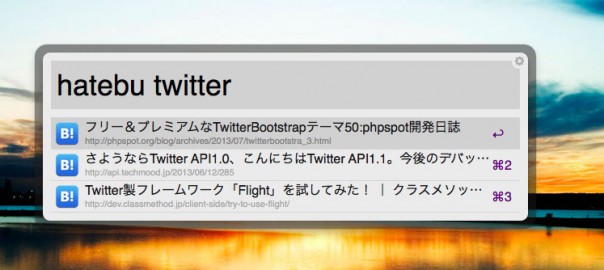 hatebu twitter
B! フリー＆プレミアムなTwitterBootstrapテーマ50:phpspot開発日誌
http://phpspot.org/blog/archives/2013/07/twitterbootstra_3.html
↩
B! さようならTwitter API1.0、こんにちはTwitter API1.1。今後のデバッ…
http://api.techmood.jp/2013/06/12/285
⌘2
B! Twitter製フレームワーク「Flight」を試してみた！ ｜ クラスメソッ…
http://dev.classmethod.jp/client-side/try-to-use-flight/
⌘3